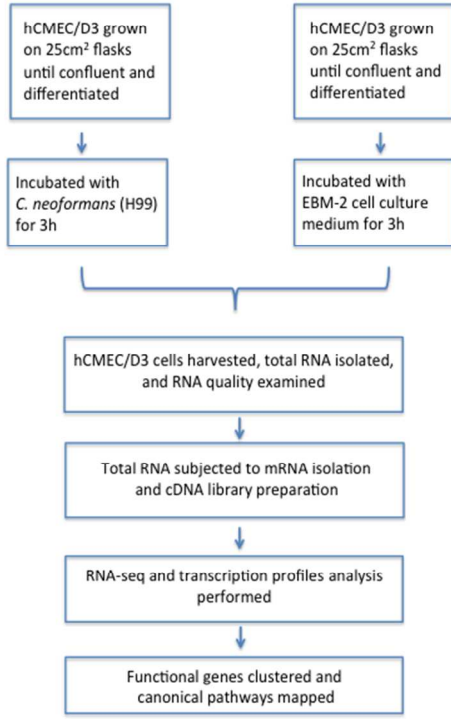 hCMEC/D3 grown
on 25cm² flasks
until confluent and
differentiated
hCMEC/D3 grown
on 25cm² flasks
until confluent and
differentiated
Incubated with
C. neoformans (H99)
for 3h
Incubated with
EBM-2 cell culture
medium for 3h
hCMEC/D3 cells harvested, total RNA isolated,
and RNA quality examined
Total RNA subjected to mRNA isolation
and cDNA library preparation
RNA-seq and transcription profiles analysis
performed
Functional genes clustered and
canonical pathways mapped